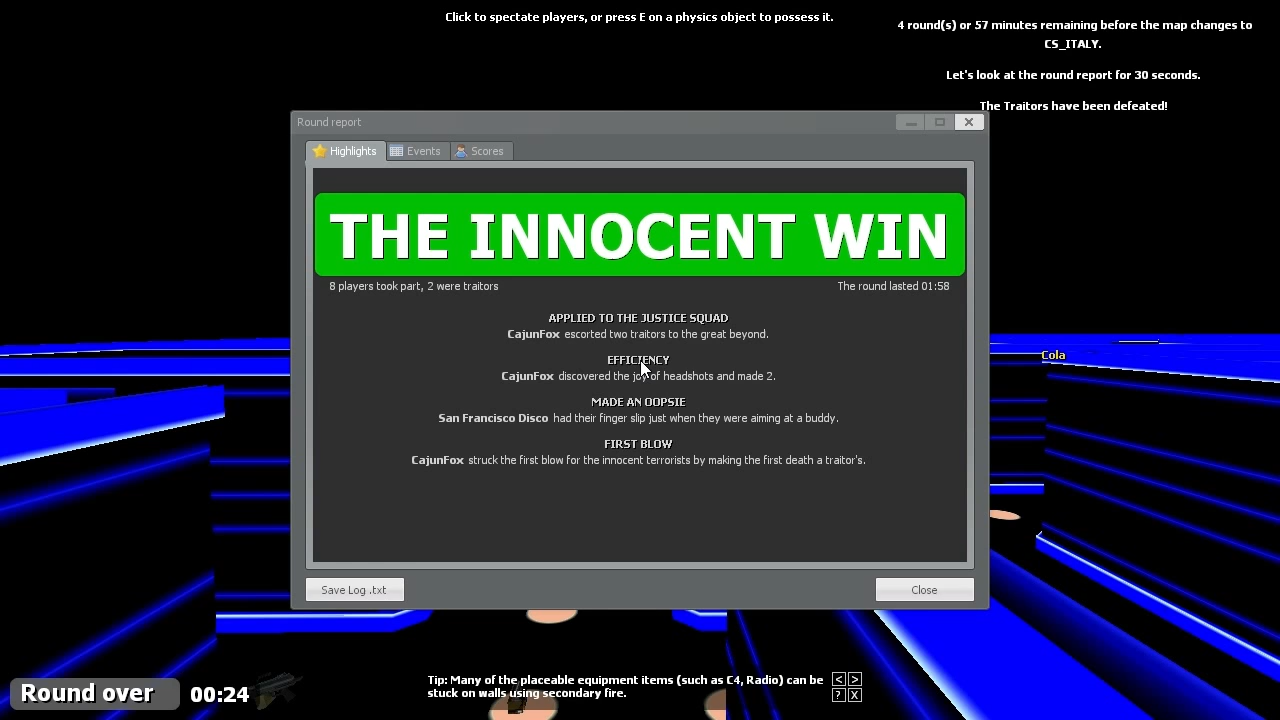 Click to spectate players, or press E on a physics object to possess it.
4 round(s) or 57 minutes remaining before the map changes to
CS_ITALY.
Let's look at the round report for 30 seconds.
The Traitors have been defeated!
Round report
Highlights
Events
Scores
THE INNOCENT WIN
8 players took part, 2 were traitors
The round lasted 01:58
APPLIED TO THE JUSTICE SQUAD
CajunFox escorted two traitors to the great beyond.
Cola
EFFICIENCY
CajunFox discovered the joy of headshots and made 2.
MADE AN OOPSIE
San Francisco Disco had their finger slip just when they were aiming at a buddy.
FIRST BLOW
CajunFox struck the first blow for the innocent terrorists by making the first death a traitor's.
Save Log .txt
Close
Round over
00:24
Tip: Many of the placeable equipment items (such as C4, Radio) can be
stuck on walls using secondary fire.
< >
? X